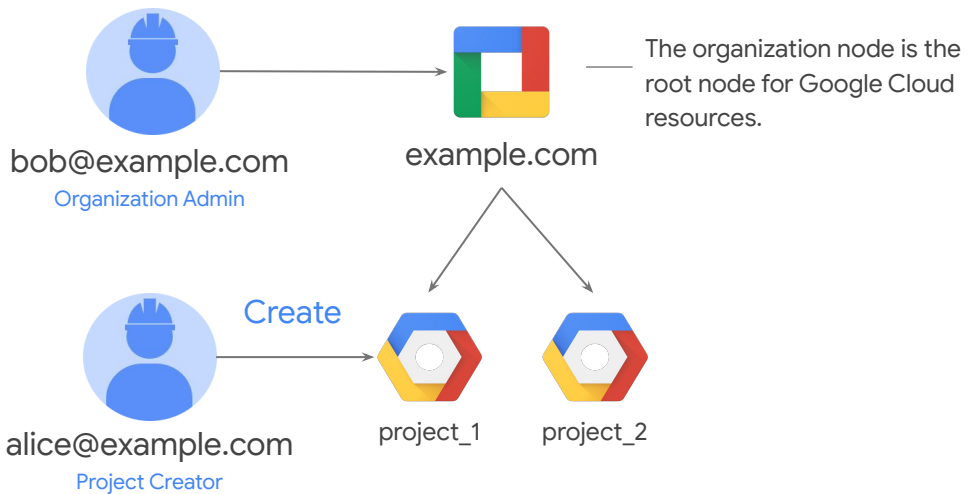 bob@example.com
Organization Admin
example.com
The organization node is the
root node for Google Cloud
resources.
Create
alice@example.com
Project Creator
project_1
project_2